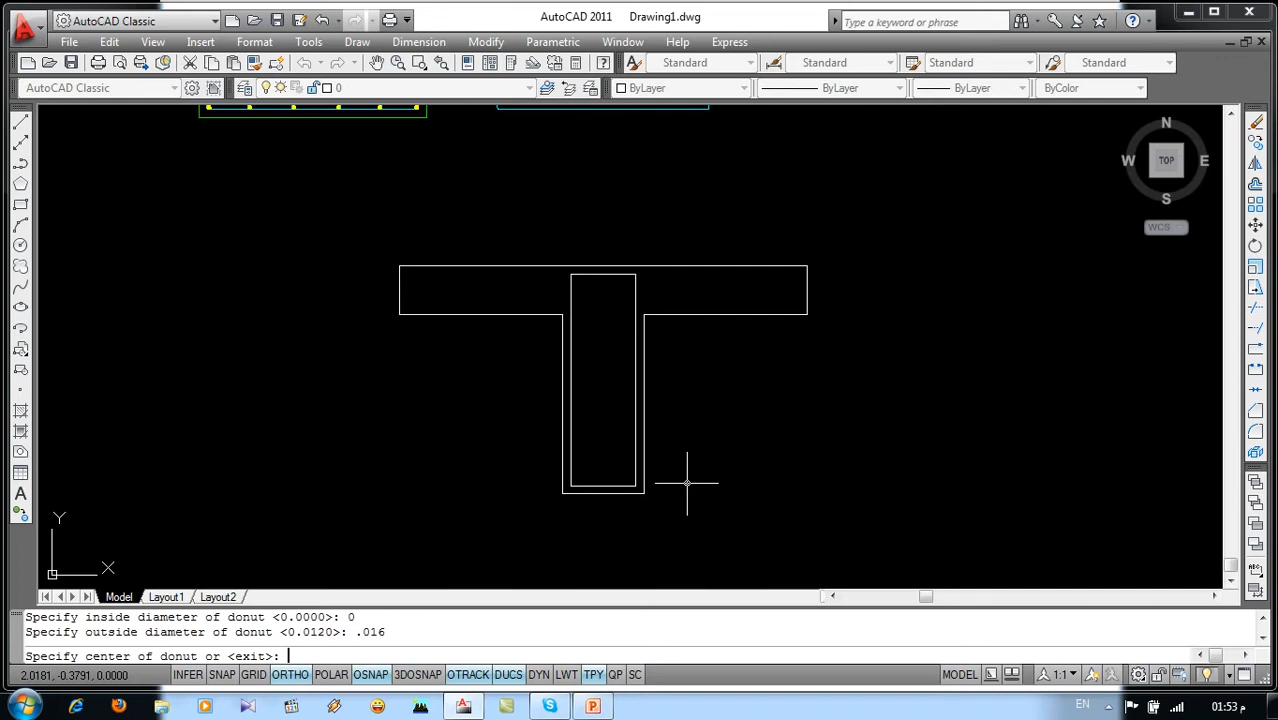 AutoCAD Classic
AutoCAD 2011 Drawing1.dwg
Type a keyword or phrase
File Edit View Insert Format Tools Draw Dimension Modify Parametric Window Help Express
Standard Standard Standard Standard
AutoCAD Classic 0 ByLayer ByLayer ByLayer ByColor
N
W TOP E
S
WCS
Y
X
Model Layout1 Layout2
Specify inside diameter of donut <0.0000>: 0
Specify outside diameter of donut <0.0120>: .016
Specify center of donut or <exit>:
2.0181, -0.3791, 0.0000 INFER SNAP GRID ORTHO POLAR OSNAP 3DOSNAP OTRACK DUCS DYN LWT TPY QP SC MODEL 1:1
EN 01:53 م